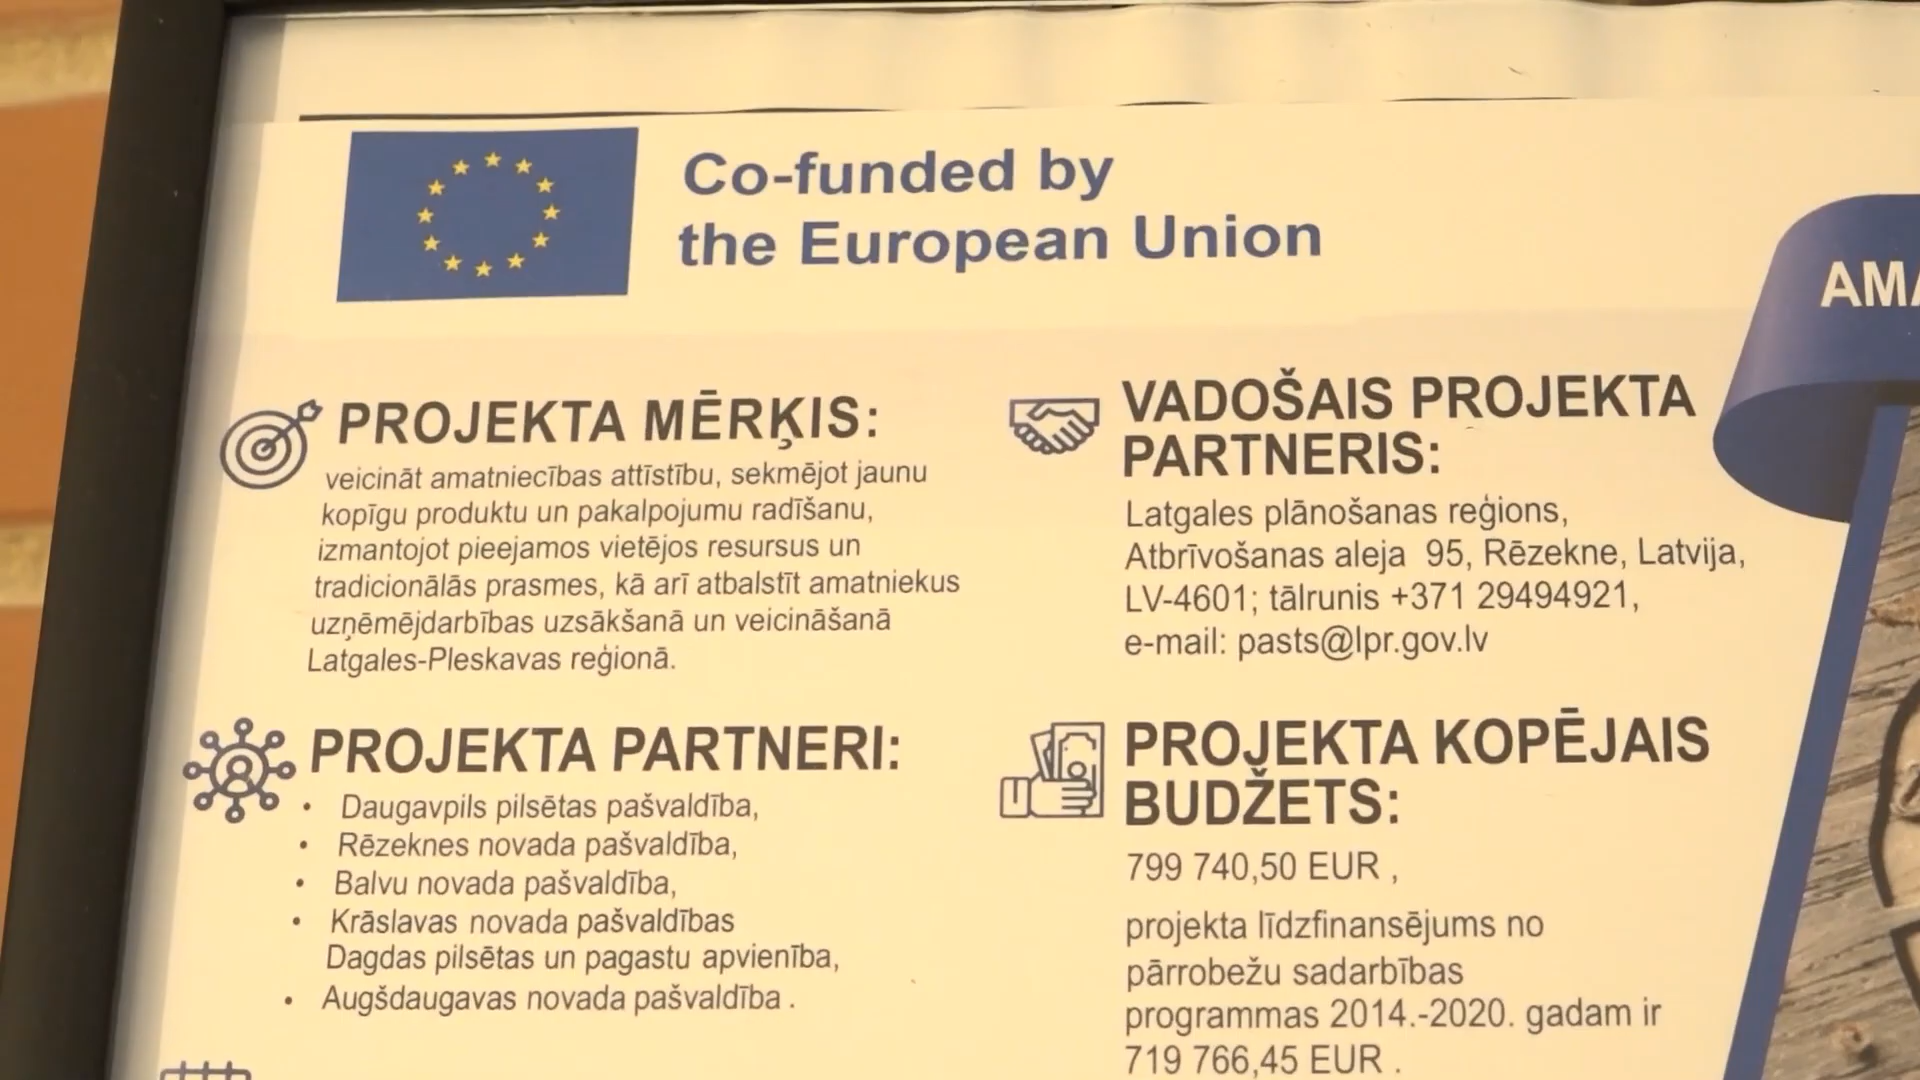 Co-funded by
the European Union
PROJEKTA MĒRĶIS:
veicināt amatniecības attīstību, sekmējot jaunu
kopīgu produktu un pakalpojumu radīšanu,
izmantojot pieejamos vietējos resursus un
tradicionālās prasmes, kā arī atbalstīt amatniekus
uzņēmējdarbības uzsākšanā un veicināšanā
Latgales-Pleskavas reģionā.
PROJEKTA PARTNERI:
• Daugavpils pilsētas pašvaldība,
• Rēzeknes novada pašvaldība,
• Balvu novada pašvaldība,
• Krāslavas novada pašvaldības
Dagdas pilsētas un pagastu apvienība,
• Augšdaugavas novada pašvaldība .
VADOŠAIS PROJEKTA
PARTNERIS:
Latgales plānošanas reģions,
Atbrīvošanas aleja 95, Rēzekne, Latvija,
LV-4601; tālrunis +371 29494921,
e-mail: pasts@lpr.gov.lv
PROJEKTA KOPĒJAIS
BUDŽETS:
799 740,50 EUR ,
projekta līdzfinansējums no
pārrobežu sadarbības
programmas 2014.-2020. gadam ir
719 766,45 EUR .